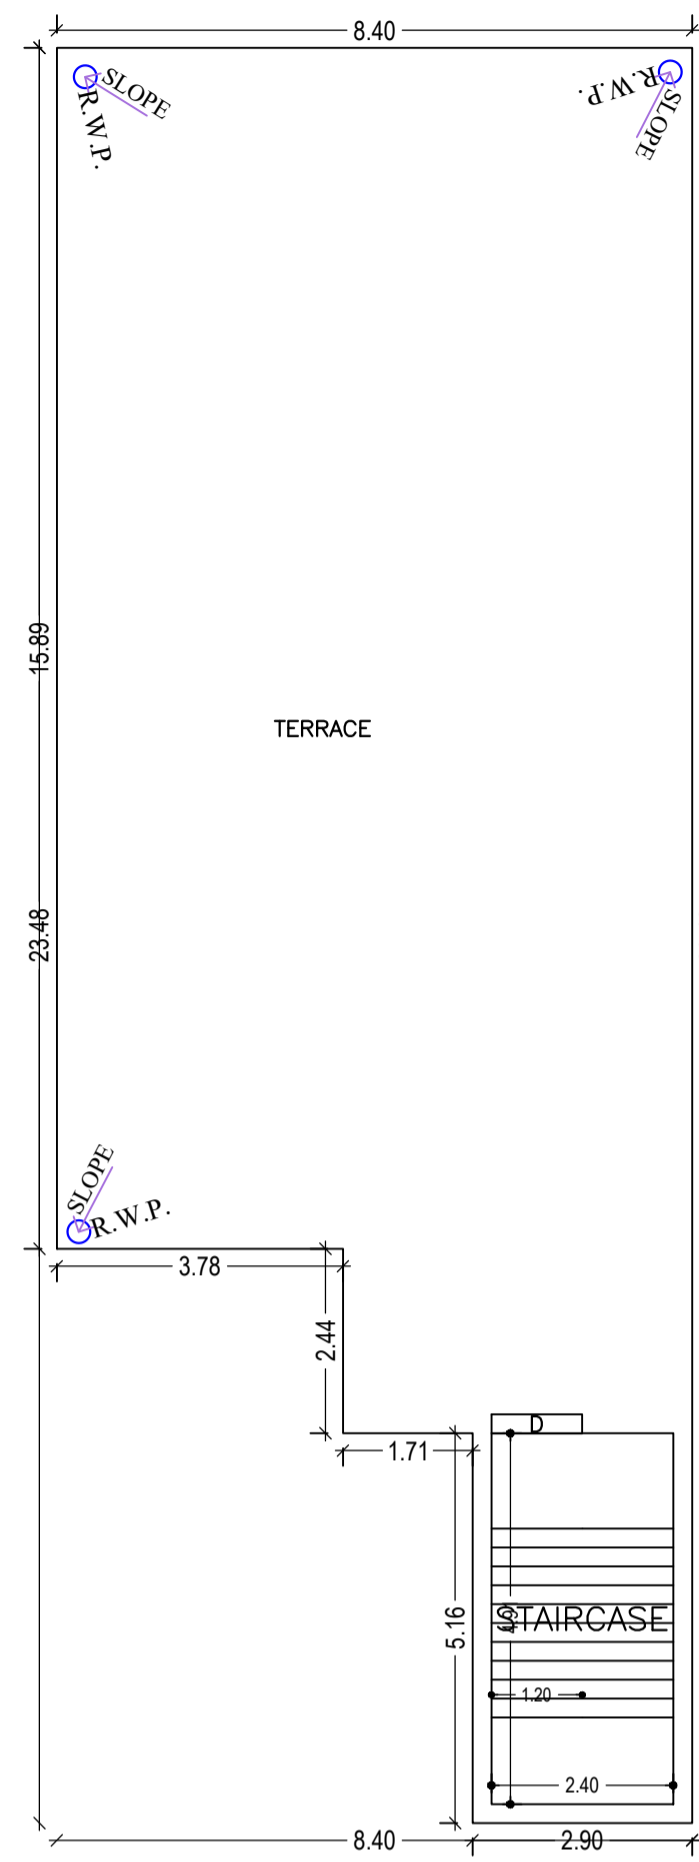 8.40
SLOPE
R.W.P.
R.W.P.
SLOPE
15.89
TERRACE
23.48
SLOPE
R.W.P.
3.78
2.44
D
1.71
5.16
STAIRCASE
1.20
2.40
8.40
2.90